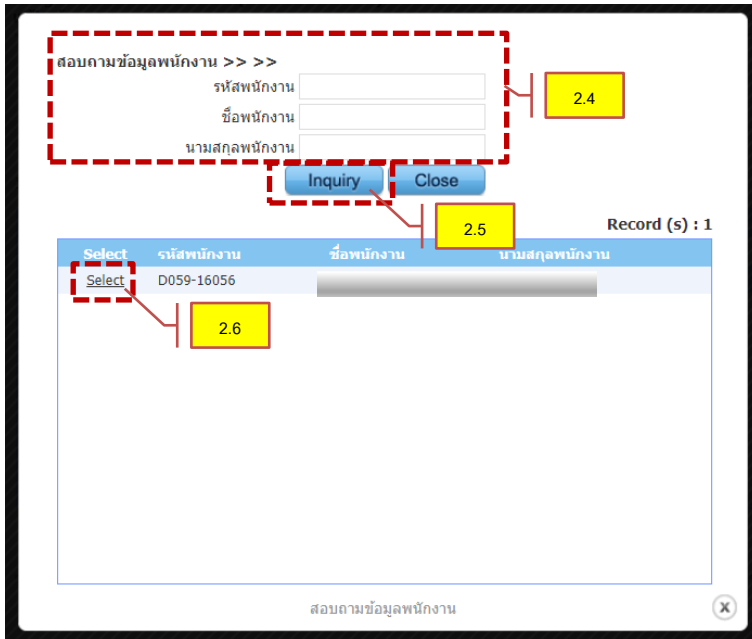 สอบถามข้อมูลพนักงาน >> >>
รหัสพนักงาน
2.4
ชื่อพนักงาน
นามสกุลพนักงาน
Inquiry Close
2.5
Record (s) : 1
Select รหัสพนักงาน ชื่อพนักงาน นามสกุลพนักงาน
Select D059-16056
2.6
สอบถามข้อมูลพนักงาน
x